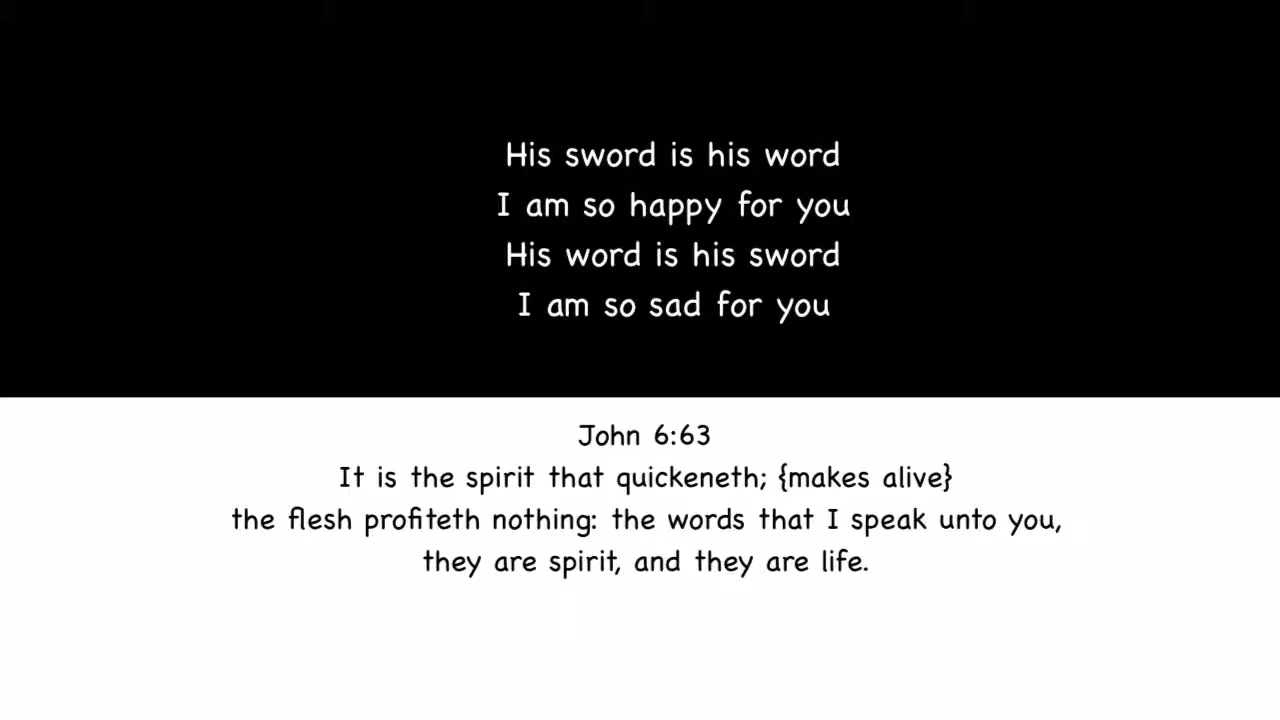 His sword is his word
I am so happy for you
His word is his sword
I am so sad for you
John 6:63
It is the spirit that quickeneth; {makes alive}
the flesh profiteth nothing: the words that I speak unto you,
they are spirit, and they are life.